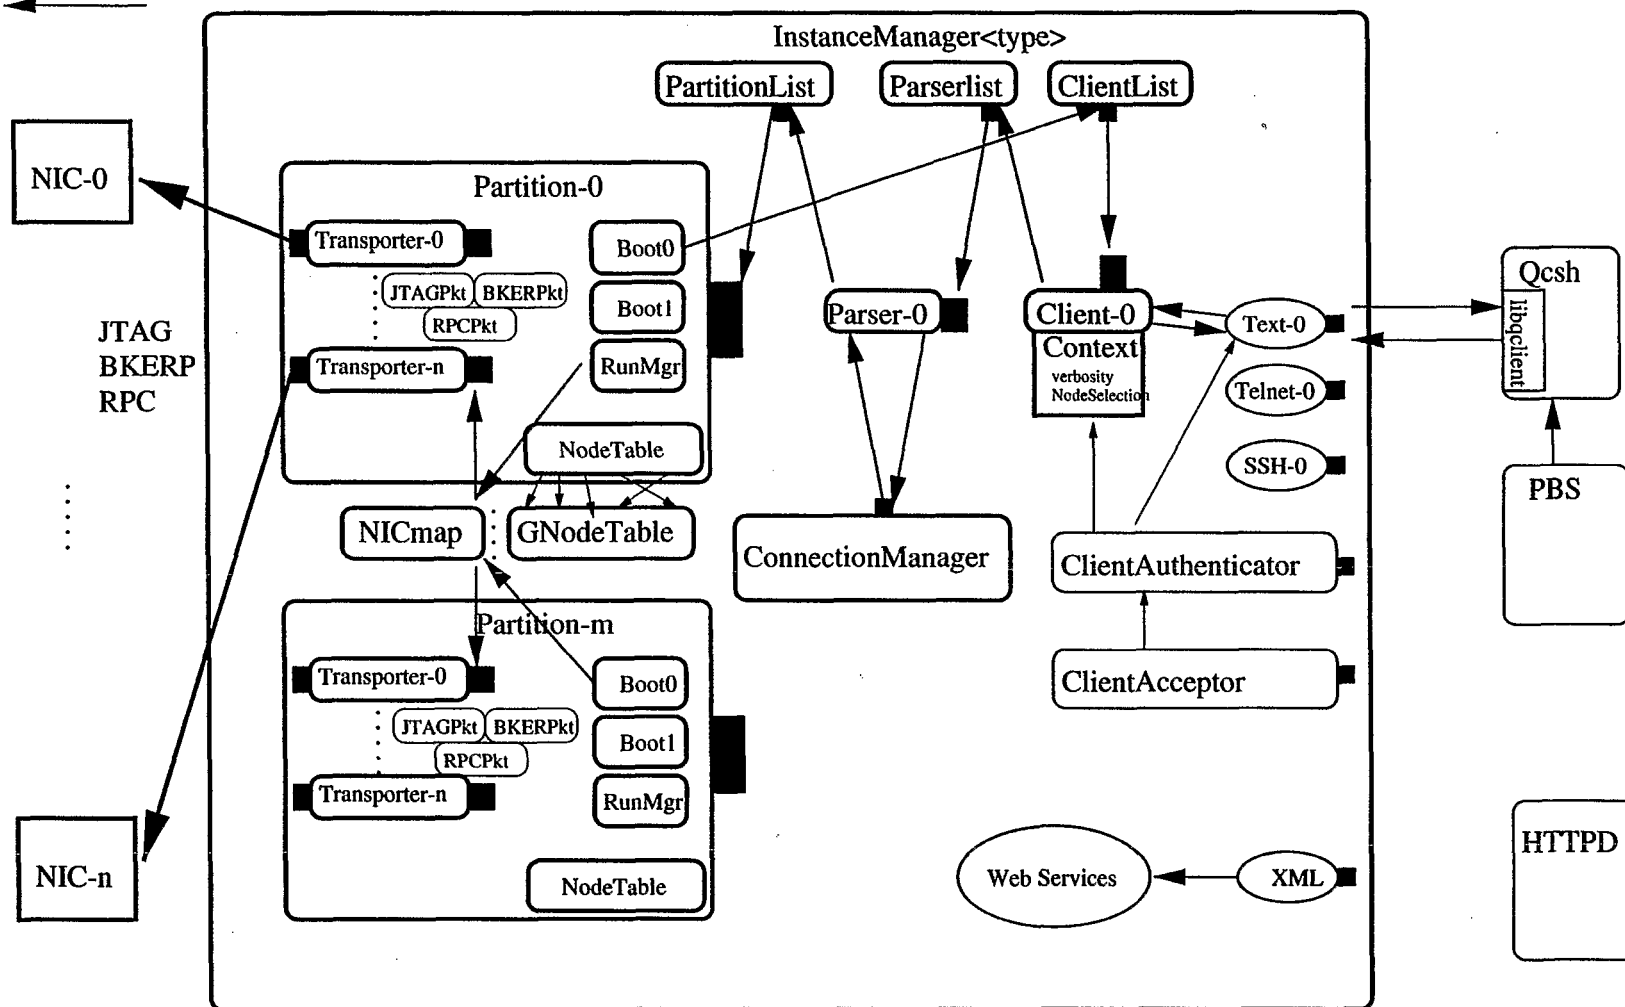 InstanceManager<type>
PartitionList
Parserlist
ClientList
NIC-0
Partition-0
Transporter-0
Boot0
JTAGPkt
BKERPkt
RPCPkt
Boot1
Transporter-n
RunMgr
NodeTable
JTAG
BKERP
RPC
Parser-0
Client-0
Context
verbosity
NodeSelection
Text-0
Telnet-0
SSH-0
Qcsh
libqclient
PBS
NICmap
GNodeTable
ConnectionManager
ClientAuthenticator
ClientAcceptor
Partition-m
Transporter-0
Boot0
JTAGPkt
BKERPkt
RPCPkt
Boot1
Transporter-n
RunMgr
NodeTable
NIC-n
Web Services
XML
HTTPD